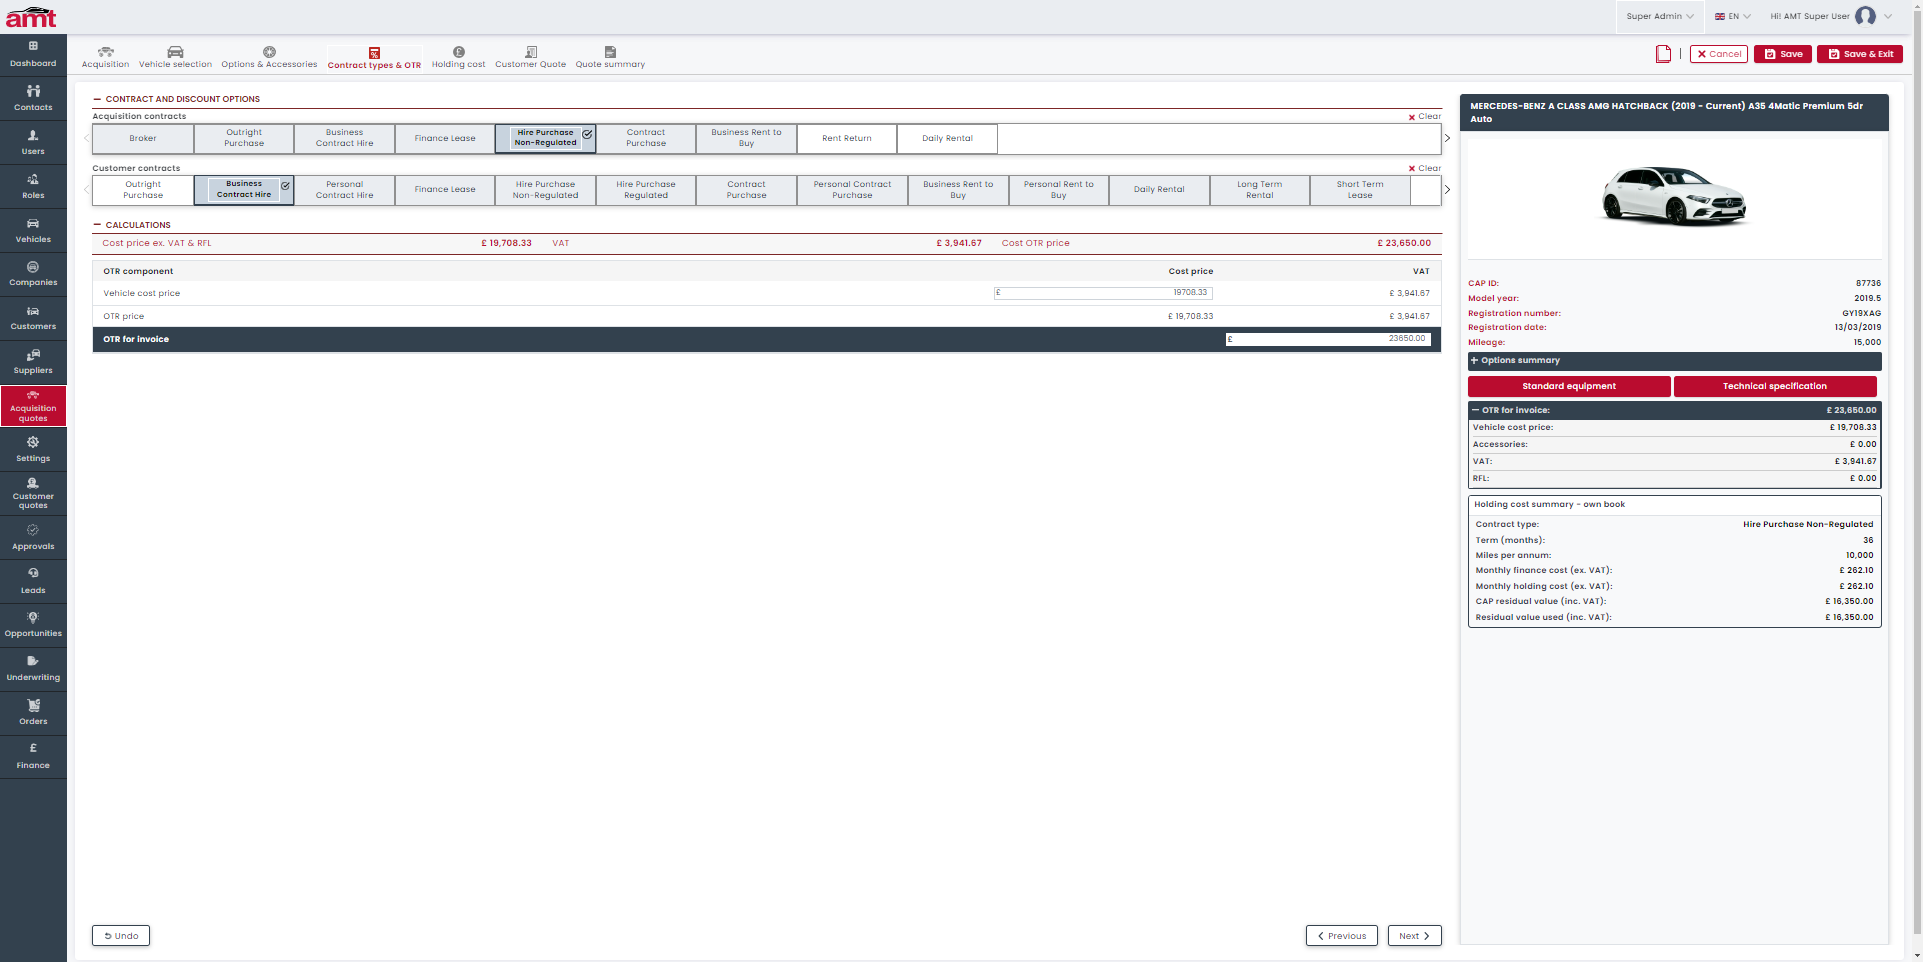 amt
Super Admin
EN
Hi! AMT Super User
Dashboard
Contacts
Users
Roles
Vehicles
Companies
Customers
Suppliers
Acquisition
quotes
Settings
Customer
quotes
Approvals
Leads
Opportunities
Underwriting
Orders
£
Finance
Acquisition
Vehicle selection
Options & Accessories
Contract types & OTR
Holding cost
Customer Quote
Quote summary
Cancel
Save
Save & Exit
CONTRACT AND DISCOUNT OPTIONS
Acquisition contracts
Clear
Broker
Outright
Purchase
Business
Contract Hire
Finance Lease
Hire Purchase
Non-Regulated
Contract
Purchase
Business Rent to
Buy
Rent Return
Daily Rental
Customer contracts
Clear
Outright
Purchase
Business
Contract Hire
Personal
Contract Hire
Finance Lease
Hire Purchase
Non-Regulated
Hire Purchase
Regulated
Contract
Purchase
Personal Contract
Purchase
Business Rent to
Buy
Personal Rent to
Buy
Daily Rental
Long Term
Rental
Short Term
Lease
CALCULATIONS
Cost price ex. VAT & RFL £ 19,708.33 VAT £ 3,941.67 Cost OTR price £ 23,650.00
OTR component Cost price VAT
Vehicle cost price £ 19708.33 £ 3,941.67
OTR price £ 19,708.33 £ 3,941.67
OTR for invoice £ 23650.00
Undo
Previous
Next
MERCEDES-BENZ A CLASS AMG HATCHBACK (2019 - Current) A35 4Matic Premium 5dr
Auto
CAP ID: 87736
Model year: 2019.5
Registration number: GY19XAG
Registration date: 13/03/2019
Mileage: 15,000
+ Options summary
Standard equipment
Technical specification
OTR for invoice: £ 23,650.00
Vehicle cost price: £ 19,708.33
Accessories: £ 0.00
VAT: £ 3,941.67
RFL: £ 0.00
Holding cost summary - own book
Contract type: Hire Purchase Non-Regulated
Term (months): 36
Miles per annum: 10,000
Monthly finance cost (ex. VAT): £ 262.10
Monthly holding cost (ex. VAT): £ 262.10
CAP residual value (inc. VAT): £ 16,350.00
Residual value used (inc. VAT): £ 16,350.00